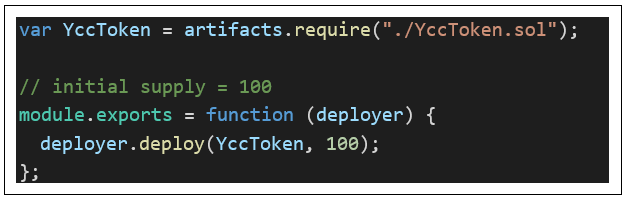 var YccToken = artifacts.require("./YccToken.sol");
// initial supply = 100
module.exports = function (deployer) {
  deployer.deploy(YccToken, 100);
};